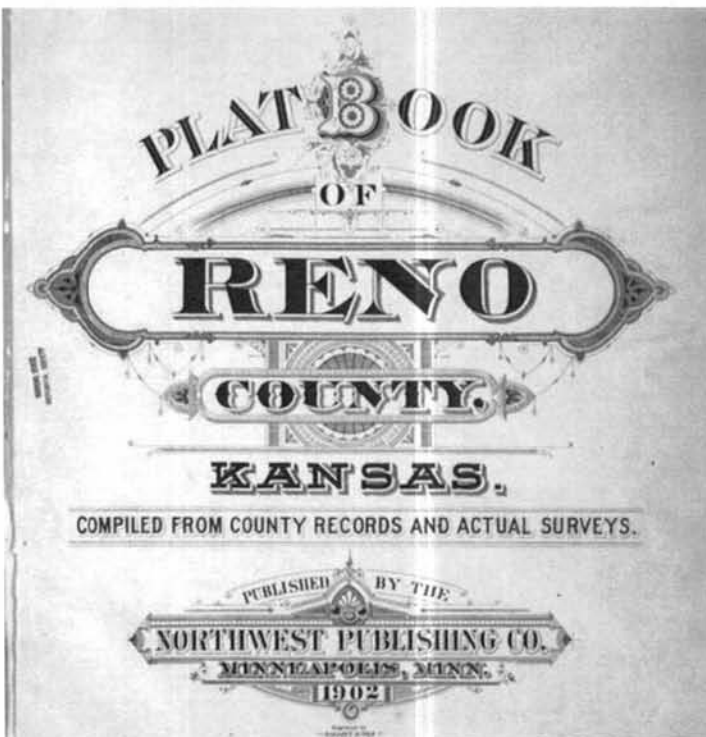 PLAT BOOK
OF
RENO
COUNTY.
KANSAS.
COMPILED FROM COUNTY RECORDS AND ACTUAL SURVEYS.
PUBLISHED BY THE
NORTHWEST PUBLISHING CO.
MINNEAPOLIS, MINN.
1902